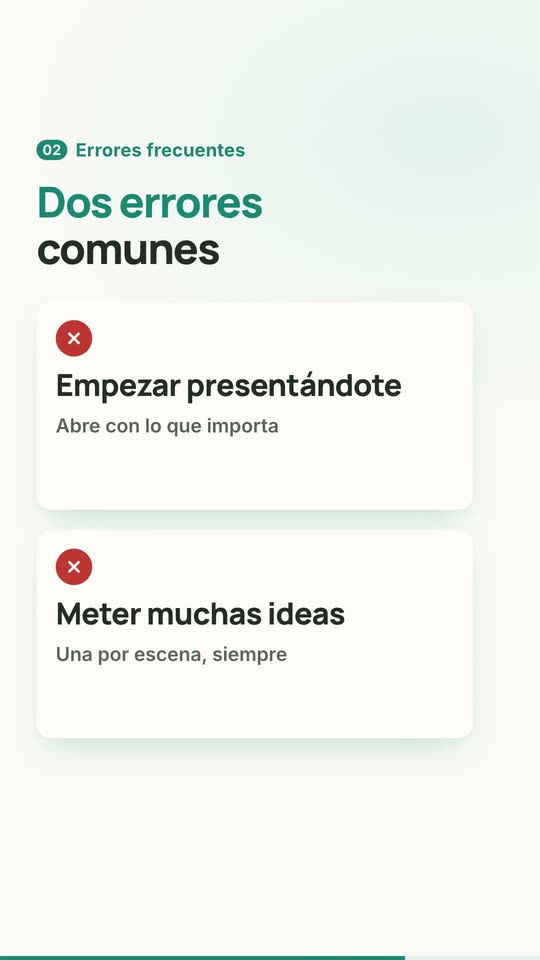 02 Errores frecuentes
Dos errores
comunes
Empezar presentándote
Abre con lo que importa
Meter muchas ideas
Una por escena, siempre